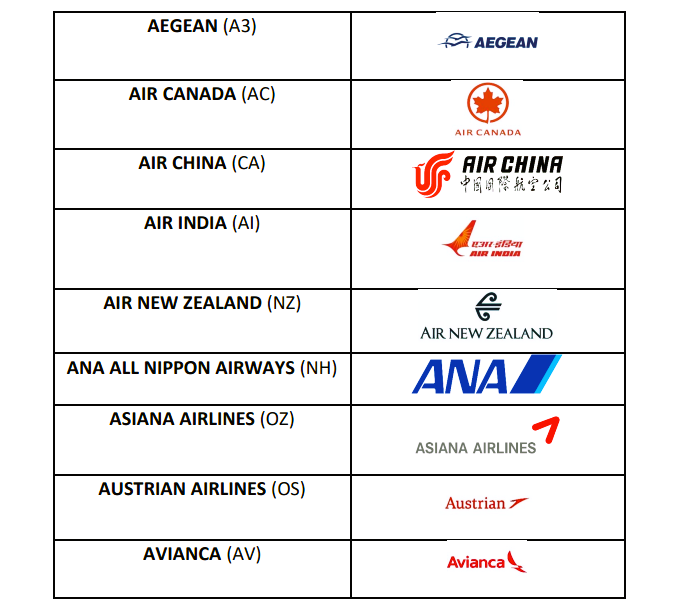 AEGEAN (A3)
AEGEAN
AIR CANADA (AC)
AIR CANADA
AIR CHINA (CA)
AIR CHINA
中国国际航空公司
AIR INDIA (AI)
एअर इंडिया
AIR INDIA
AIR NEW ZEALAND (NZ)
AIR NEW ZEALAND
ANA ALL NIPPON AIRWAYS (NH)
ANA
ASIANA AIRLINES (OZ)
ASIANA AIRLINES
AUSTRIAN AIRLINES (OS)
Austrian
AVIANCA (AV)
Avianca